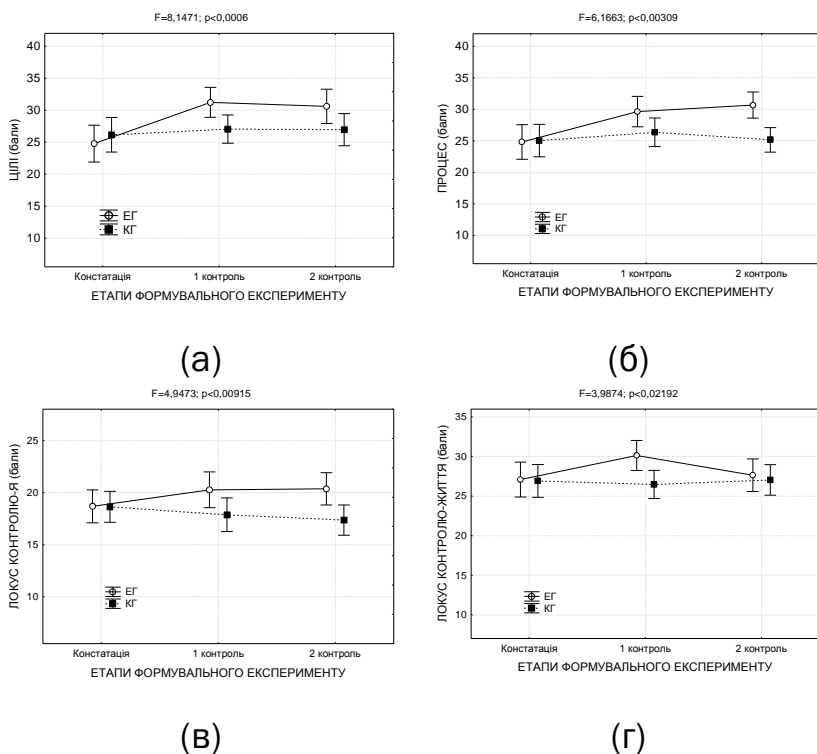 F=8,1471; p<0,0006
ЦІЛІ (бали)
40
35
30
25
20
15
10
ЕГ
КГ
Констатація 1 контроль 2 контроль
ЕТАПИ ФОРМУВАЛЬНОГО ЕКСПЕРИМЕНТУ
(а)
F=6,1663; p<0,00309
ПРОЦЕС (бали)
40
35
30
25
20
15
10
ЕГ
КГ
Констатація 1 контроль 2 контроль
ЕТАПИ ФОРМУВАЛЬНОГО ЕКСПЕРИМЕНТУ
(б)
F=4,9473; p<0,00915
ЛОКУС КОНТРОЛЮ-Я (бали)
25
20
15
10
ЕГ
КГ
Констатація 1 контроль 2 контроль
ЕТАПИ ФОРМУВАЛЬНОГО ЕКСПЕРИМЕНТУ
(в)
F=3,9874; p<0,02192
ЛОКУС КОНТРОЛЮ-ЖИТТЯ (бали)
35
30
25
20
15
10
ЕГ
КГ
Констатація 1 контроль 2 контроль
ЕТАПИ ФОРМУВАЛЬНОГО ЕКСПЕРИМЕНТУ
(г)